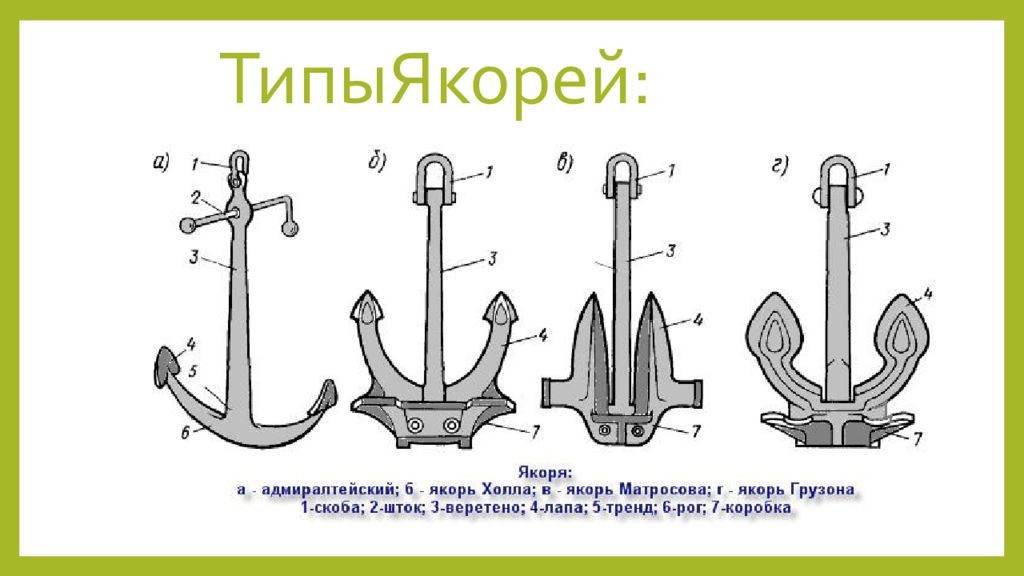 ТипыЯкорей:
а) 1 б) 1 в) 1 г) 1
2
3 3 3 3
4 4 4 4
5
6 7 7 7
Якоря:
а - адмиралтейский; б - якорь Холла; в - якорь Матросова; г - якорь Грузона
1-скоба; 2-шток; 3-веретено; 4-лапа; 5-тренд; 6-рог; 7-коробка